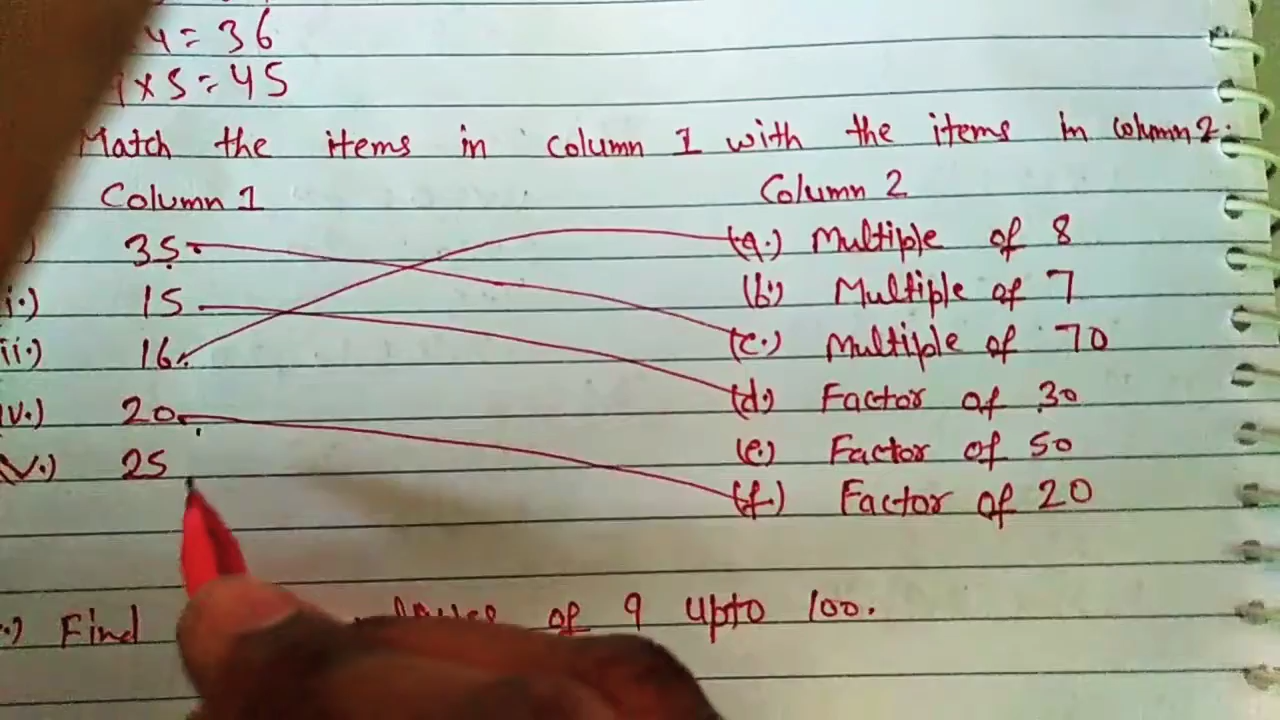 4 = 36
9 x 5 = 45
Match the items in column 1 with the items in column 2.
Column 1 Column 2
) 35 (a.) Multiple of 8
i.) 15 (b.) Multiple of 7
ii.) 16 (c.) Multiple of 70
v.) 20 (d.) Factor of 30
v.) 25 (e.) Factor of 50
(f.) Factor of 20
.) Find of 9 upto 100.